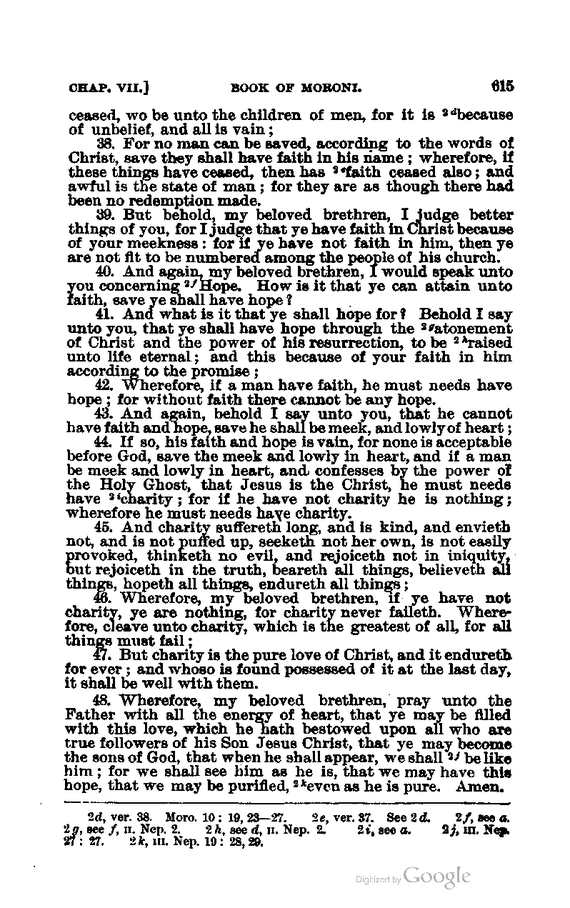 CHAP. VII.] BOOK OF MORONI. 615
ceased, wo be unto the children of men, for it is 2dbecause
of unbelief, and all is vain;
38. For no man can be saved, according to the words of
Christ, save they shall have faith in his name; wherefore, if
these things have ceased, then has 2efaith ceased also; and
awful is the state of man; for they are as though there had
been no redemption made.
39. But behold, my beloved brethren, I judge better
things of you, for I judge that ye have faith in Christ because
of your meekness: for if ye have not faith in him, then ye
are not fit to be numbered among the people of his church.
40. And again, my beloved brethren, I would speak unto
you concerning 2fHope. How is it that ye can attain unto
faith, save ye shall have hope?
41. And what is it that ye shall hope for? Behold I say
unto you, that ye shall have hope through the 2gatonement
of Christ and the power of his resurrection, to be 2hraised
unto life eternal; and this because of your faith in him
according to the promise;
42. Wherefore, if a man have faith, he must needs have
hope; for without faith there cannot be any hope.
43. And again, behold I say unto you, that he cannot
have faith and hope, save he shall be meek, and lowly of heart;
44. If so, his faith and hope is vain, for none is acceptable
before God, save the meek and lowly in heart, and if a man
be meek and lowly in heart, and confesses by the power of
the Holy Ghost, that Jesus is the Christ, he must needs
have 2icharity; for if he have not charity he is nothing;
wherefore he must needs have charity.
45. And charity suffereth long, and is kind, and envieth
not, and is not puffed up, seeketh not her own, is not easily
provoked, thinketh no evil, and rejoiceth not in iniquity,
but rejoiceth in the truth, beareth all things, believeth all
things, hopeth all things, endureth all things;
46. Wherefore, my beloved brethren, if ye have not
charity, ye are nothing, for charity never faileth. Where-
fore, cleave unto charity, which is the greatest of all, for all
things must fail;
47. But charity is the pure love of Christ, and it endureth
for ever; and whoso is found possessed of it at the last day,
it shall be well with them.
48. Wherefore, my beloved brethren, pray unto the
Father with all the energy of heart, that ye may be filled
with this love, which he hath bestowed upon all who are
true followers of his Son Jesus Christ, that ye may become
the sons of God, that when he shall appear, we shall 2j be like
him; for we shall see him as he is, that we may have this
hope, that we may be purified, 2keven as he is pure. Amen.
2d, ver. 38. Moro. 10: 19, 23—27. 2e, ver. 37. See 2d. 2f, see a.
2g, see f, II. Nep. 2. 2h, see d, II. Nep. 2. 2i, see a. 2j, III. Nep.
27: 27. 2k, III. Nep. 19: 28, 29.
Digitized by Google